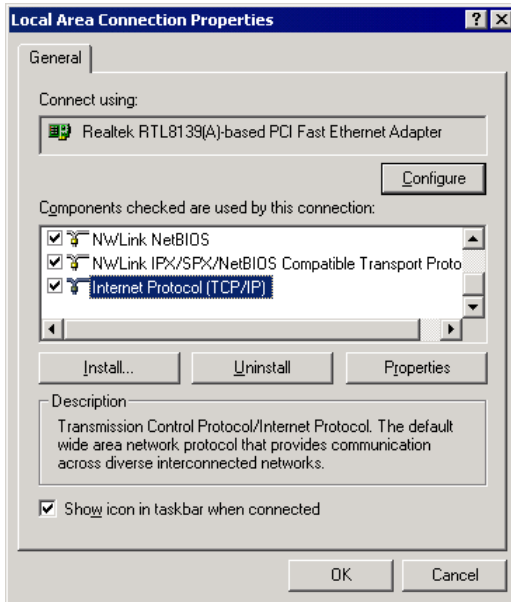 Local Area Connection Properties
General
Connect using:
Realtek RTL8139(A)-based PCI Fast Ethernet Adapter
Configure
Components checked are used by this connection:
NWLink NetBIOS
NWLink IPX/SPX/NetBIOS Compatible Transport Proto
Internet Protocol (TCP/IP)
Install... Uninstall Properties
Description
Transmission Control Protocol/Internet Protocol. The default
wide area network protocol that provides communication
across diverse interconnected networks.
Show icon in taskbar when connected
OK Cancel